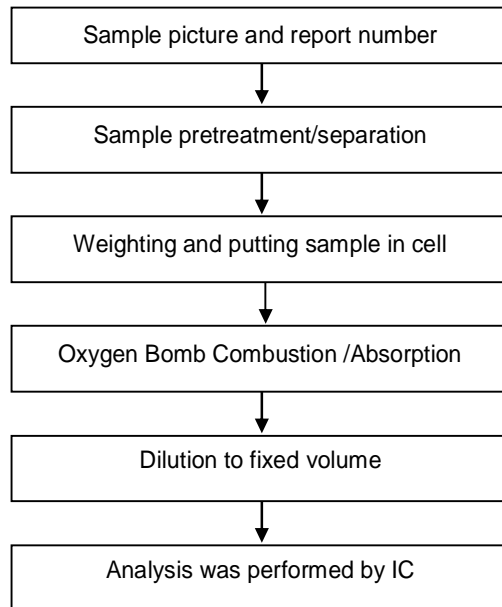 Sample picture and report number
Sample pretreatment/separation
Weighting and putting sample in cell
Oxygen Bomb Combustion /Absorption
Dilution to fixed volume
Analysis was performed by IC